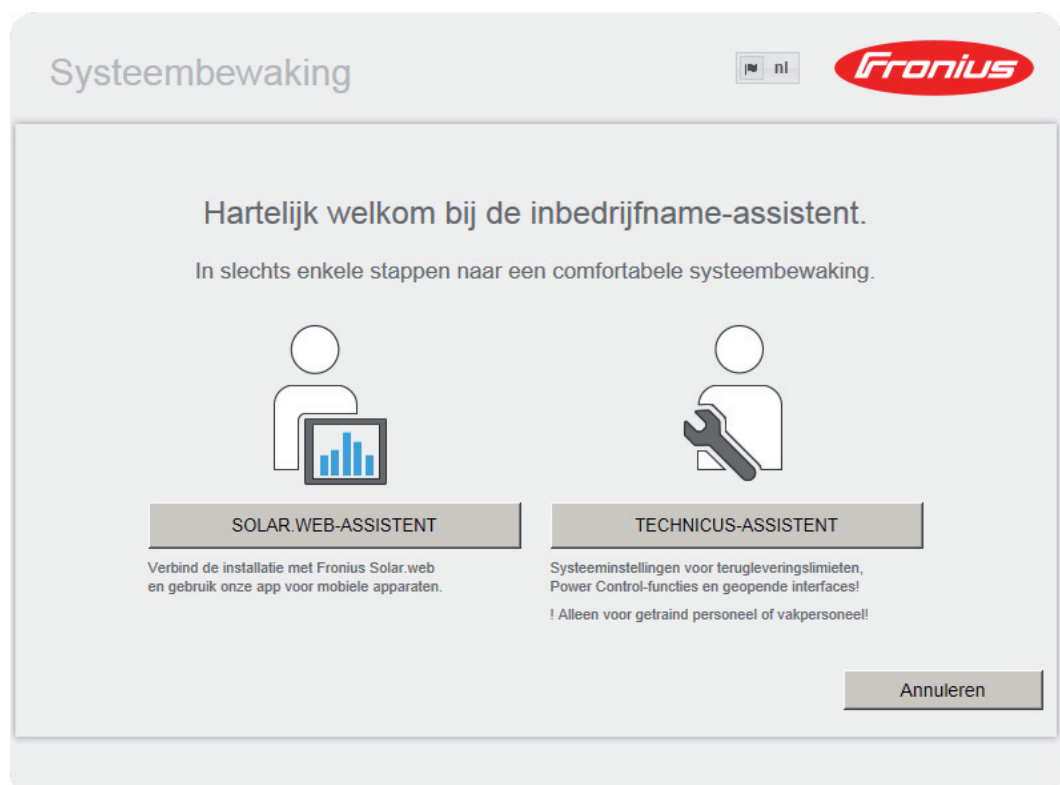 Systeembewaking
nl
Fronius
Hartelijk welkom bij de inbedrijfname-assistent.
In slechts enkele stappen naar een comfortabele systeembewaking.
SOLAR.WEB-ASSISTENT
Verbind de installatie met Fronius Solar.web
en gebruik onze app voor mobiele apparaten.
TECHNICUS-ASSISTENT
Systeeminstellingen voor terugleveringslimieten,
Power Control-functies en geopende interfaces!
! Alleen voor getraind personeel of vakpersoneel!
Annuleren